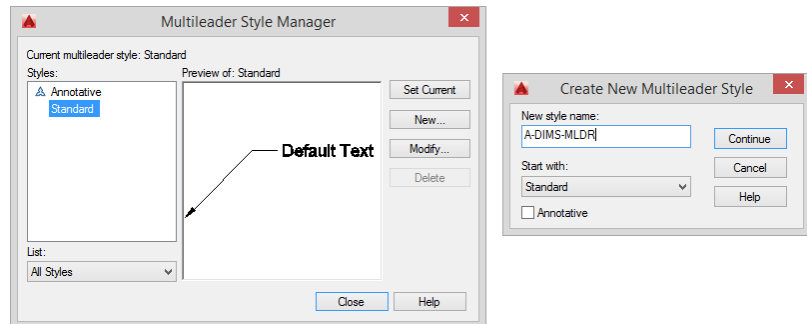 Multileader Style Manager
Current multileader style: Standard
Styles:
Preview of: Standard
Annotative
Standard
Default Text
Set Current
New...
Modify...
Delete
List:
All Styles
Close
Help
Create New Multileader Style
New style name:
A-DIMS-MLDR
Continue
Start with:
Cancel
Standard
Help
Annotative